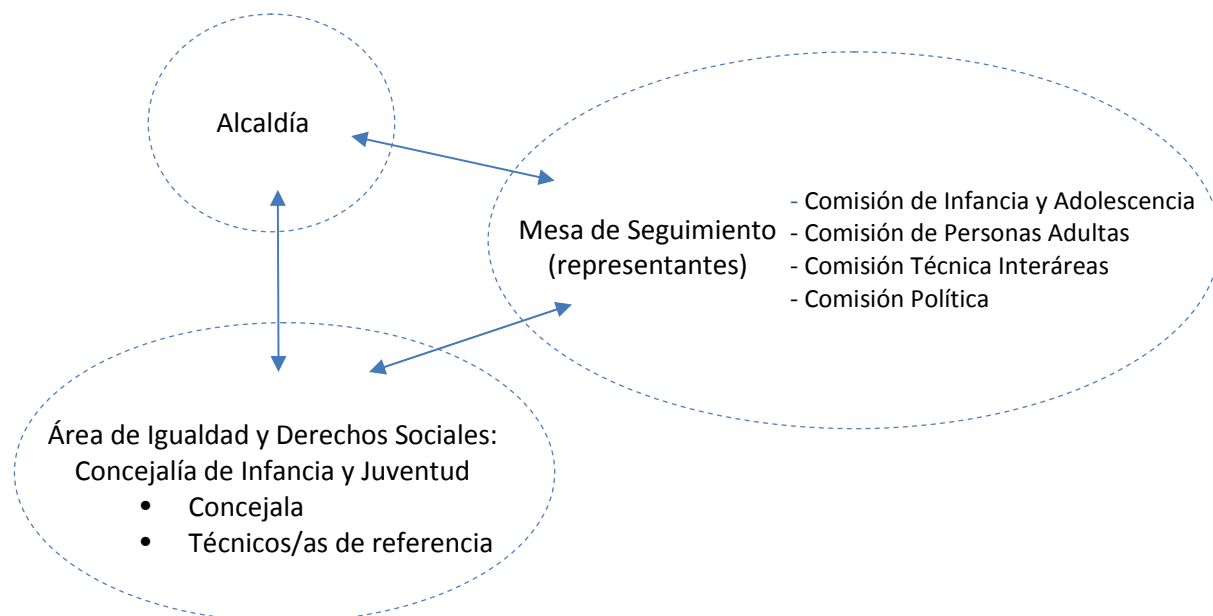 Alcaldía
Mesa de Seguimiento
(representantes)
- Comisión de Infancia y Adolescencia
- Comisión de Personas Adultas
- Comisión Técnica Interáreas
- Comisión Política
Área de Igualdad y Derechos Sociales:
Concejalía de Infancia y Juventud
• Concejala
• Técnicos/as de referencia